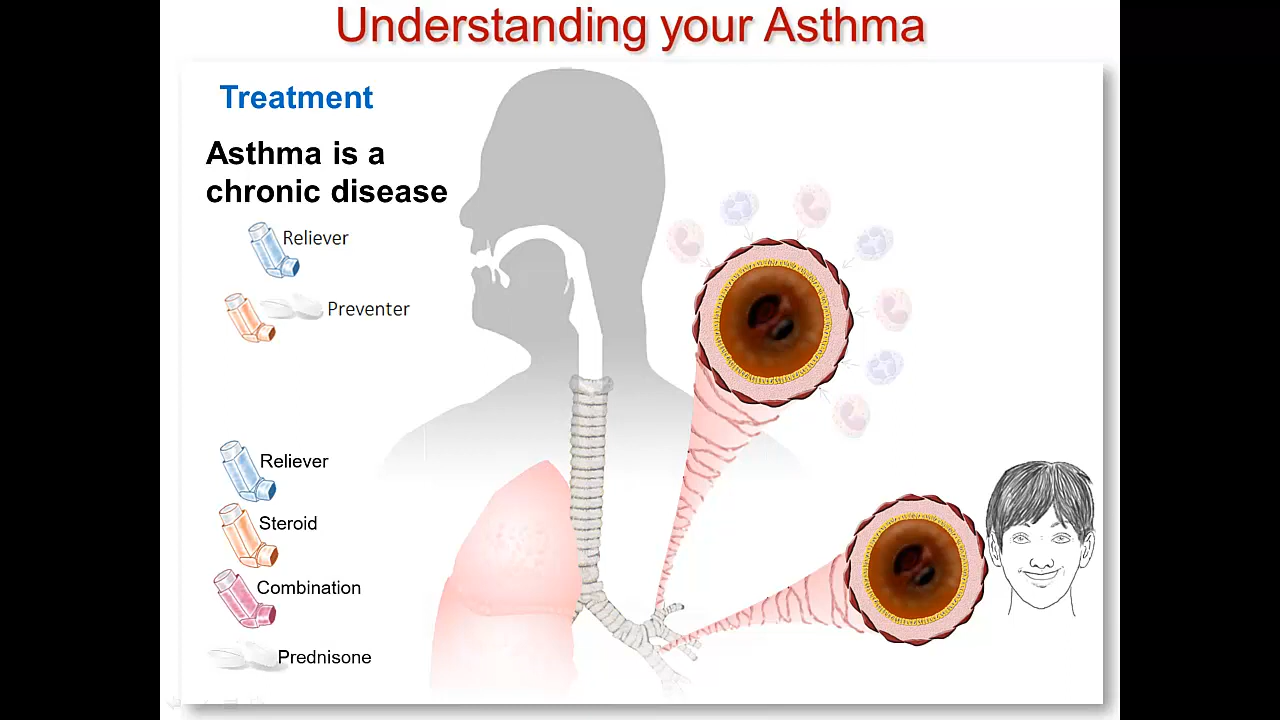 Understanding your Asthma
Treatment
Asthma is a
chronic disease
Reliever
Preventer
Reliever
Steroid
Combination
Prednisone